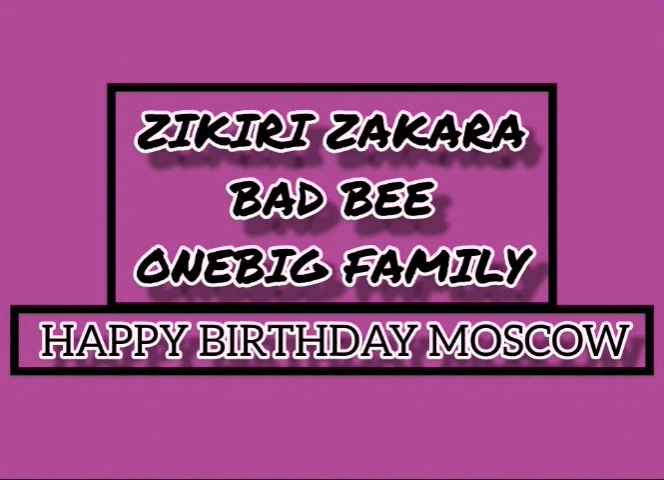 ZIKIRI ZAKARA
BAD BEE
ONEBIG FAMILY
HAPPY BIRTHDAY MOSCOW